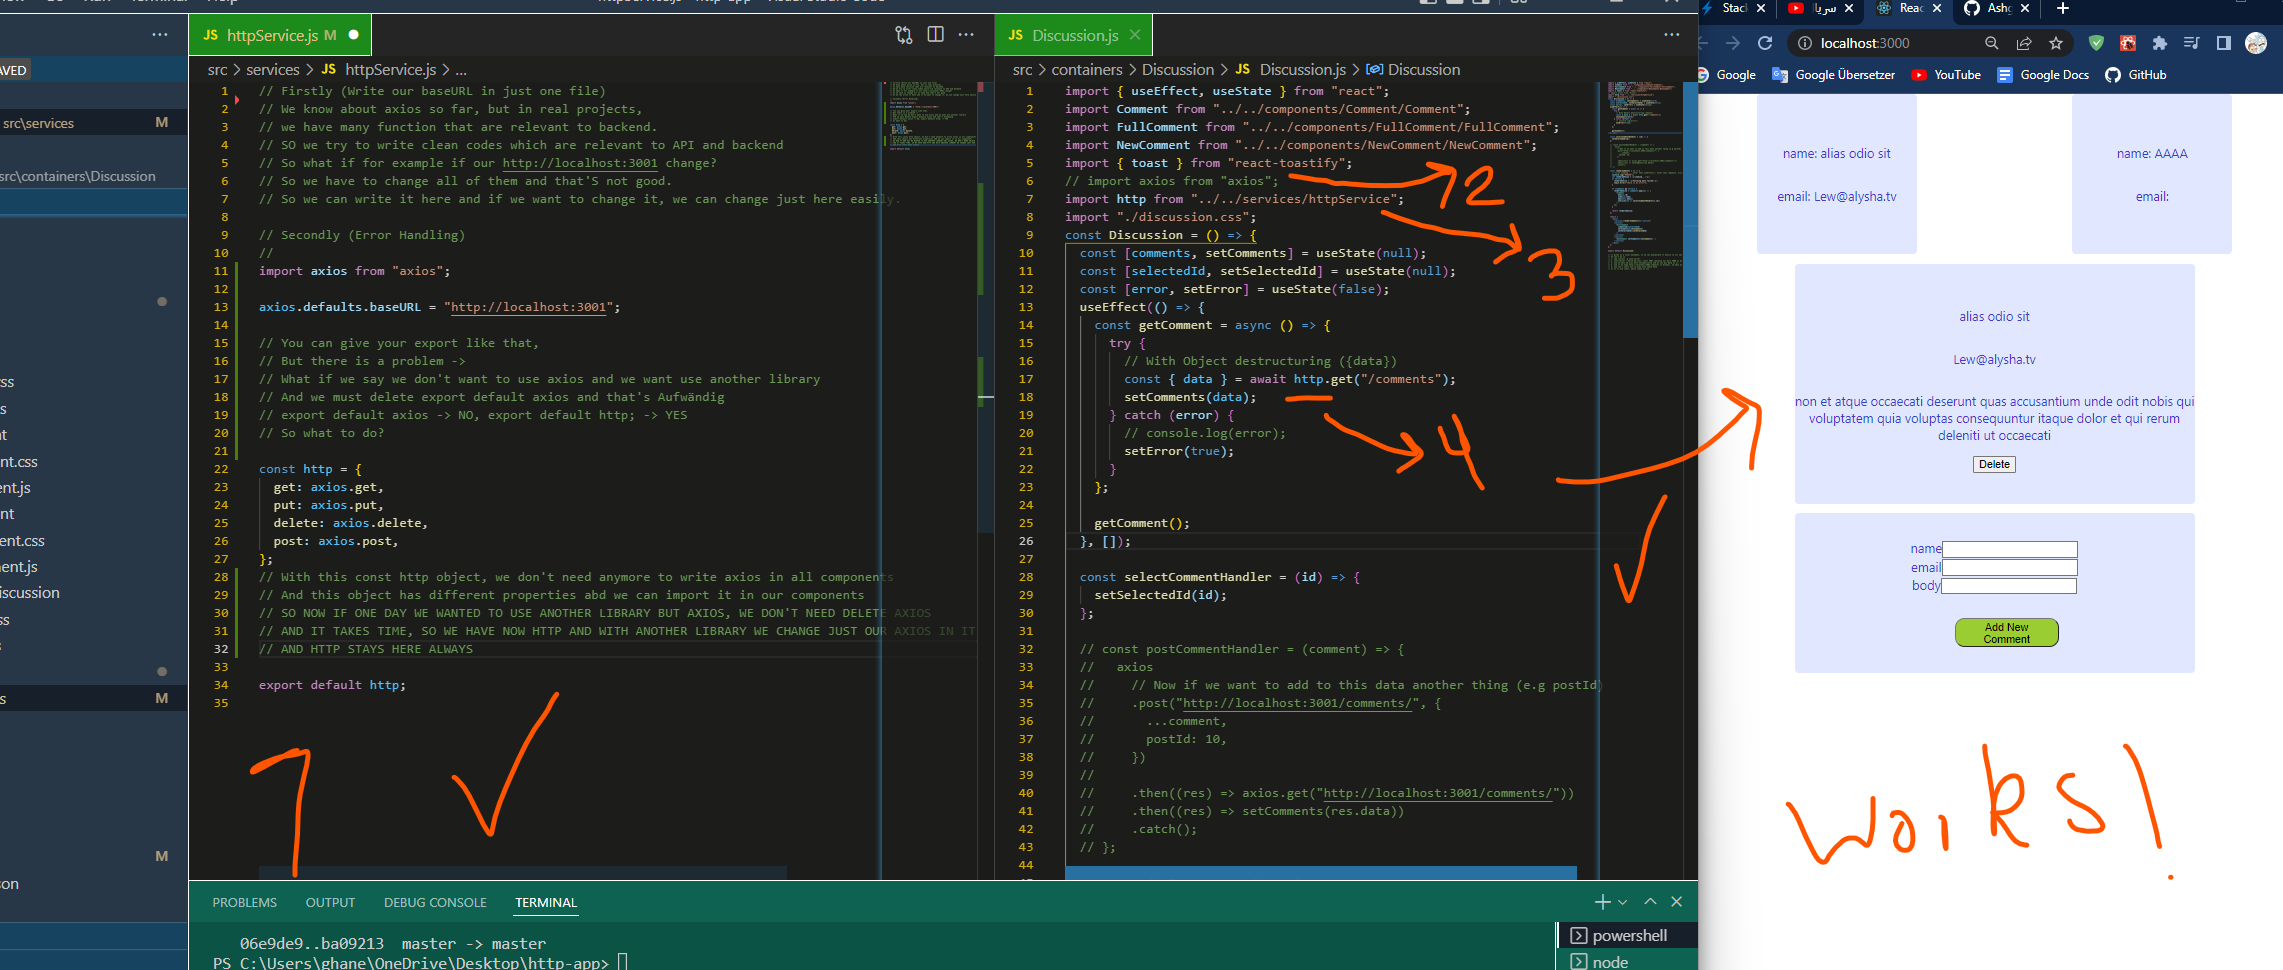 Stack
سریال
Reac
Ashg
httpService.js M
Discussion.js
localhost:3000
AVED
src > services > JS httpService.js > ...
src > containers > Discussion > JS Discussion.js > Discussion
Google
Google Übersetzer
YouTube
Google Docs
GitHub
src\services M
src\containers\Discussion
ss
s
nt
nt.css
ent.js
nt
ent.css
nent.js
iscussion
ss
s
s M
M
son
1 // Firstly (Write our baseURL in just one file)
2 // We know about axios so far, but in real projects,
3 // we have many function that are relevant to backend.
4 // SO we try to write clean codes which are relevant to API and backend
5 // So what if for example if our http://localhost:3001 change?
6 // So we have to change all of them and that'S not good.
7 // So we can write it here and if we want to change it, we can change just here easily.
8
9 // Secondly (Error Handling)
10 //
11 import axios from "axios";
12
13 axios.defaults.baseURL = "http://localhost:3001";
14
15 // You can give your export like that,
16 // But there is a problem ->
17 // What if we say we don't want to use axios and we want use another library
18 // And we must delete export default axios and that's Aufwändig
19 // export default axios -> NO, export default http; -> YES
20 // So what to do?
21
22 const http = {
23 get: axios.get,
24 put: axios.put,
25 delete: axios.delete,
26 post: axios.post,
27 };
28 // With this const http object, we don't need anymore to write axios in all components
29 // And this object has different properties abd we can import it in our components
30 // SO NOW IF ONE DAY WE WANTED TO USE ANOTHER LIBRARY BUT AXIOS, WE DON'T NEED DELETE AXIOS
31 // AND IT TAKES TIME, SO WE HAVE NOW HTTP AND WITH ANOTHER LIBRARY WE CHANGE JUST OUR AXIOS IN IT
32 // AND HTTP STAYS HERE ALWAYS
33
34 export default http;
35
1
1 import { useEffect, useState } from "react";
2 import Comment from "../../components/Comment/Comment";
3 import FullComment from "../../components/FullComment/FullComment";
4 import NewComment from "../../components/NewComment/NewComment";
5 import { toast } from "react-toastify";
6 // import axios from "axios";
7 import http from "../../services/httpService";
8 import "./discussion.css";
9 const Discussion = () => {
10 const [comments, setComments] = useState(null);
11 const [selectedId, setSelectedId] = useState(null);
12 const [error, setError] = useState(false);
13 useEffect(() => {
14 const getComment = async () => {
15 try {
16 // With Object destructuring ({data})
17 const { data } = await http.get("/comments");
18 setComments(data);
19 } catch (error) {
20 // console.log(error);
21 setError(true);
22 }
23 };
24
25 getComment();
26 }, []);
27
28 const selectCommentHandler = (id) => {
29 setSelectedId(id);
30 };
31
32 // const postCommentHandler = (comment) => {
33 // axios
34 // // Now if we want to add to this data another thing (e.g postId)
35 // .post("http://localhost:3001/comments/", {
36 // ...comment,
37 // postId: 10,
38 // })
39 //
40 // .then((res) => axios.get("http://localhost:3001/comments/"))
41 // .then((res) => setComments(res.data))
42 // .catch();
43 // };
44
2
3
4
name: alias odio sit
email: Lew@alysha.tv
name: AAAA
email:
alias odio sit
Lew@alysha.tv
non et atque occaecati deserunt quas accusantium unde odit nobis qui
voluptatem quia voluptas consequuntur itaque dolor et qui rerum
deleniti ut occaecati
Delete
name
email
body
Add New
Comment
Works!
PROBLEMS OUTPUT DEBUG CONSOLE TERMINAL
06e9de9..ba09213 master -> master
PS C:\Users\ghane\OneDrive\Desktop\http-app>
powershell
node